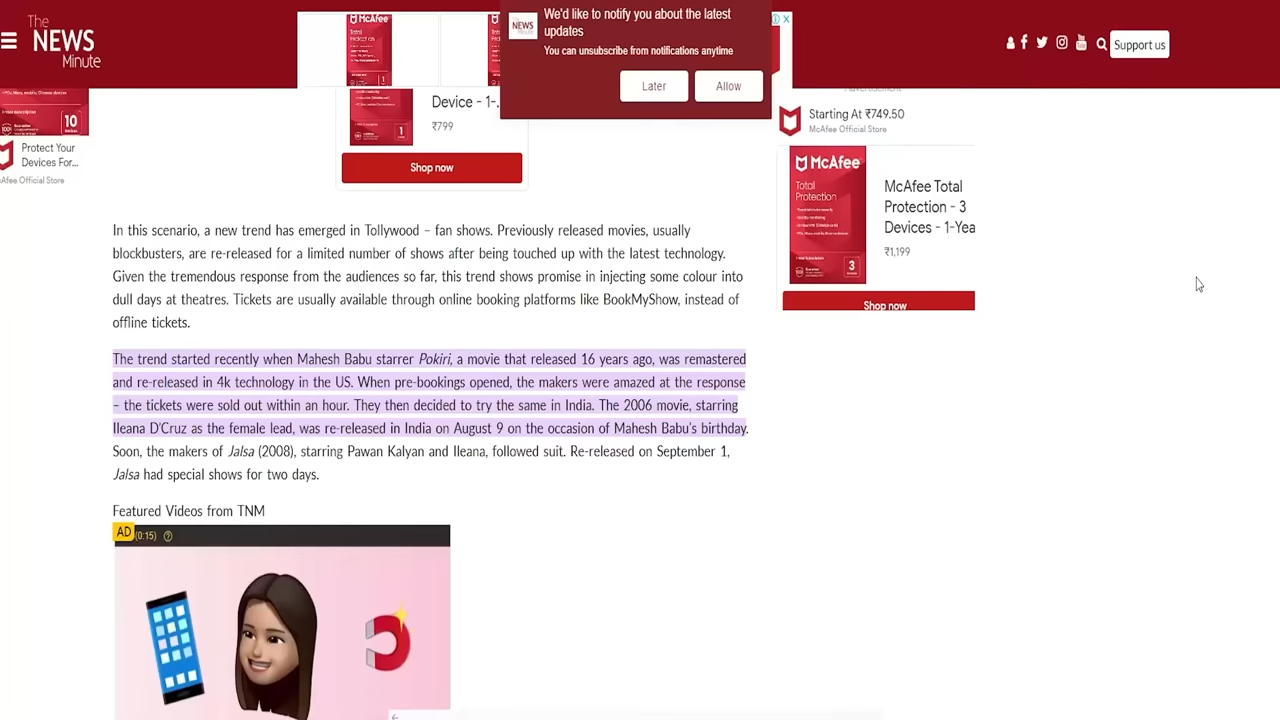 The
NEWS
Minute
McAfee
Total
Protection
We'd like to notify you about the latest
updates
You can unsubscribe from notifications anytime
Later
Allow
Support us
10
Protect Your
Devices For...
Afee Official Store
1
Device - 1-..
₹799
Shop now
Starting At ₹749.50
McAfee Official Store
McAfee
Total
Protection
3
McAfee Total
Protection - 3
Devices - 1-Yea
₹1,199
Shop now
In this scenario, a new trend has emerged in Tollywood – fan shows. Previously released movies, usually
blockbusters, are re-released for a limited number of shows after being touched up with the latest technology.
Given the tremendous response from the audiences so far, this trend shows promise in injecting some colour into
dull days at theatres. Tickets are usually available through online booking platforms like BookMyShow, instead of
offline tickets.
The trend started recently when Mahesh Babu starrer Pokiri, a movie that released 16 years ago, was remastered
and re-released in 4k technology in the US. When pre-bookings opened, the makers were amazed at the response
– the tickets were sold out within an hour. They then decided to try the same in India. The 2006 movie, starring
Ileana D'Cruz as the female lead, was re-released in India on August 9 on the occasion of Mahesh Babu's birthday.
Soon, the makers of Jalsa (2008), starring Pawan Kalyan and Ileana, followed suit. Re-released on September 1,
Jalsa had special shows for two days.
Featured Videos from TNM
AD (0:15)